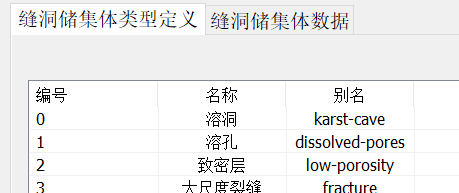 缝洞储集体类型定义 缝洞储集体数据
编号 名称 别名
0 溶洞 karst-cave
1 溶孔 dissolved-pores
2 致密层 low-porosity
3 大尺度裂缝 fracture